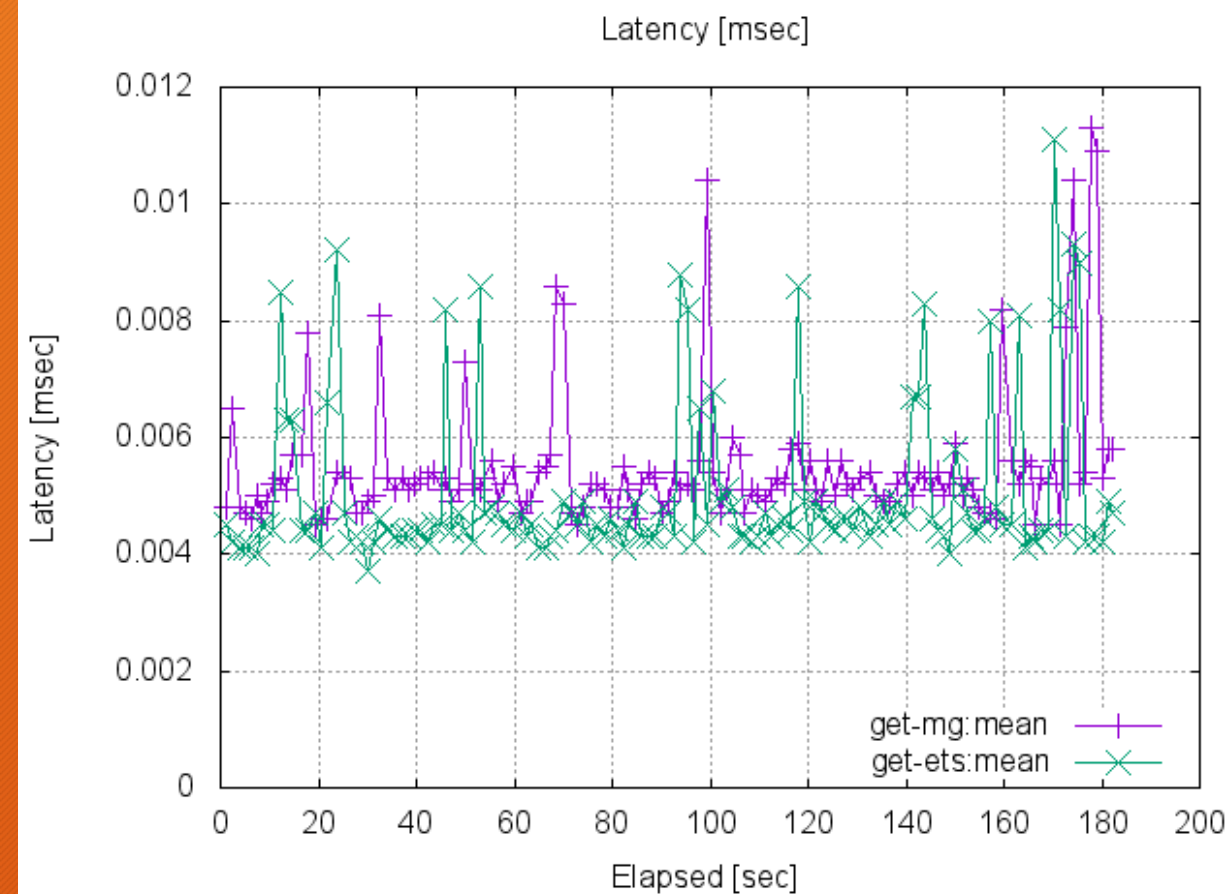 Latency [msec]
0.012
0.01
0.008
0.006
0.004
0.002
0
Latency [msec]
get-mg:mean
get-ets:mean
0 20 40 60 80 100 120 140 160 180 200
Elapsed [sec]